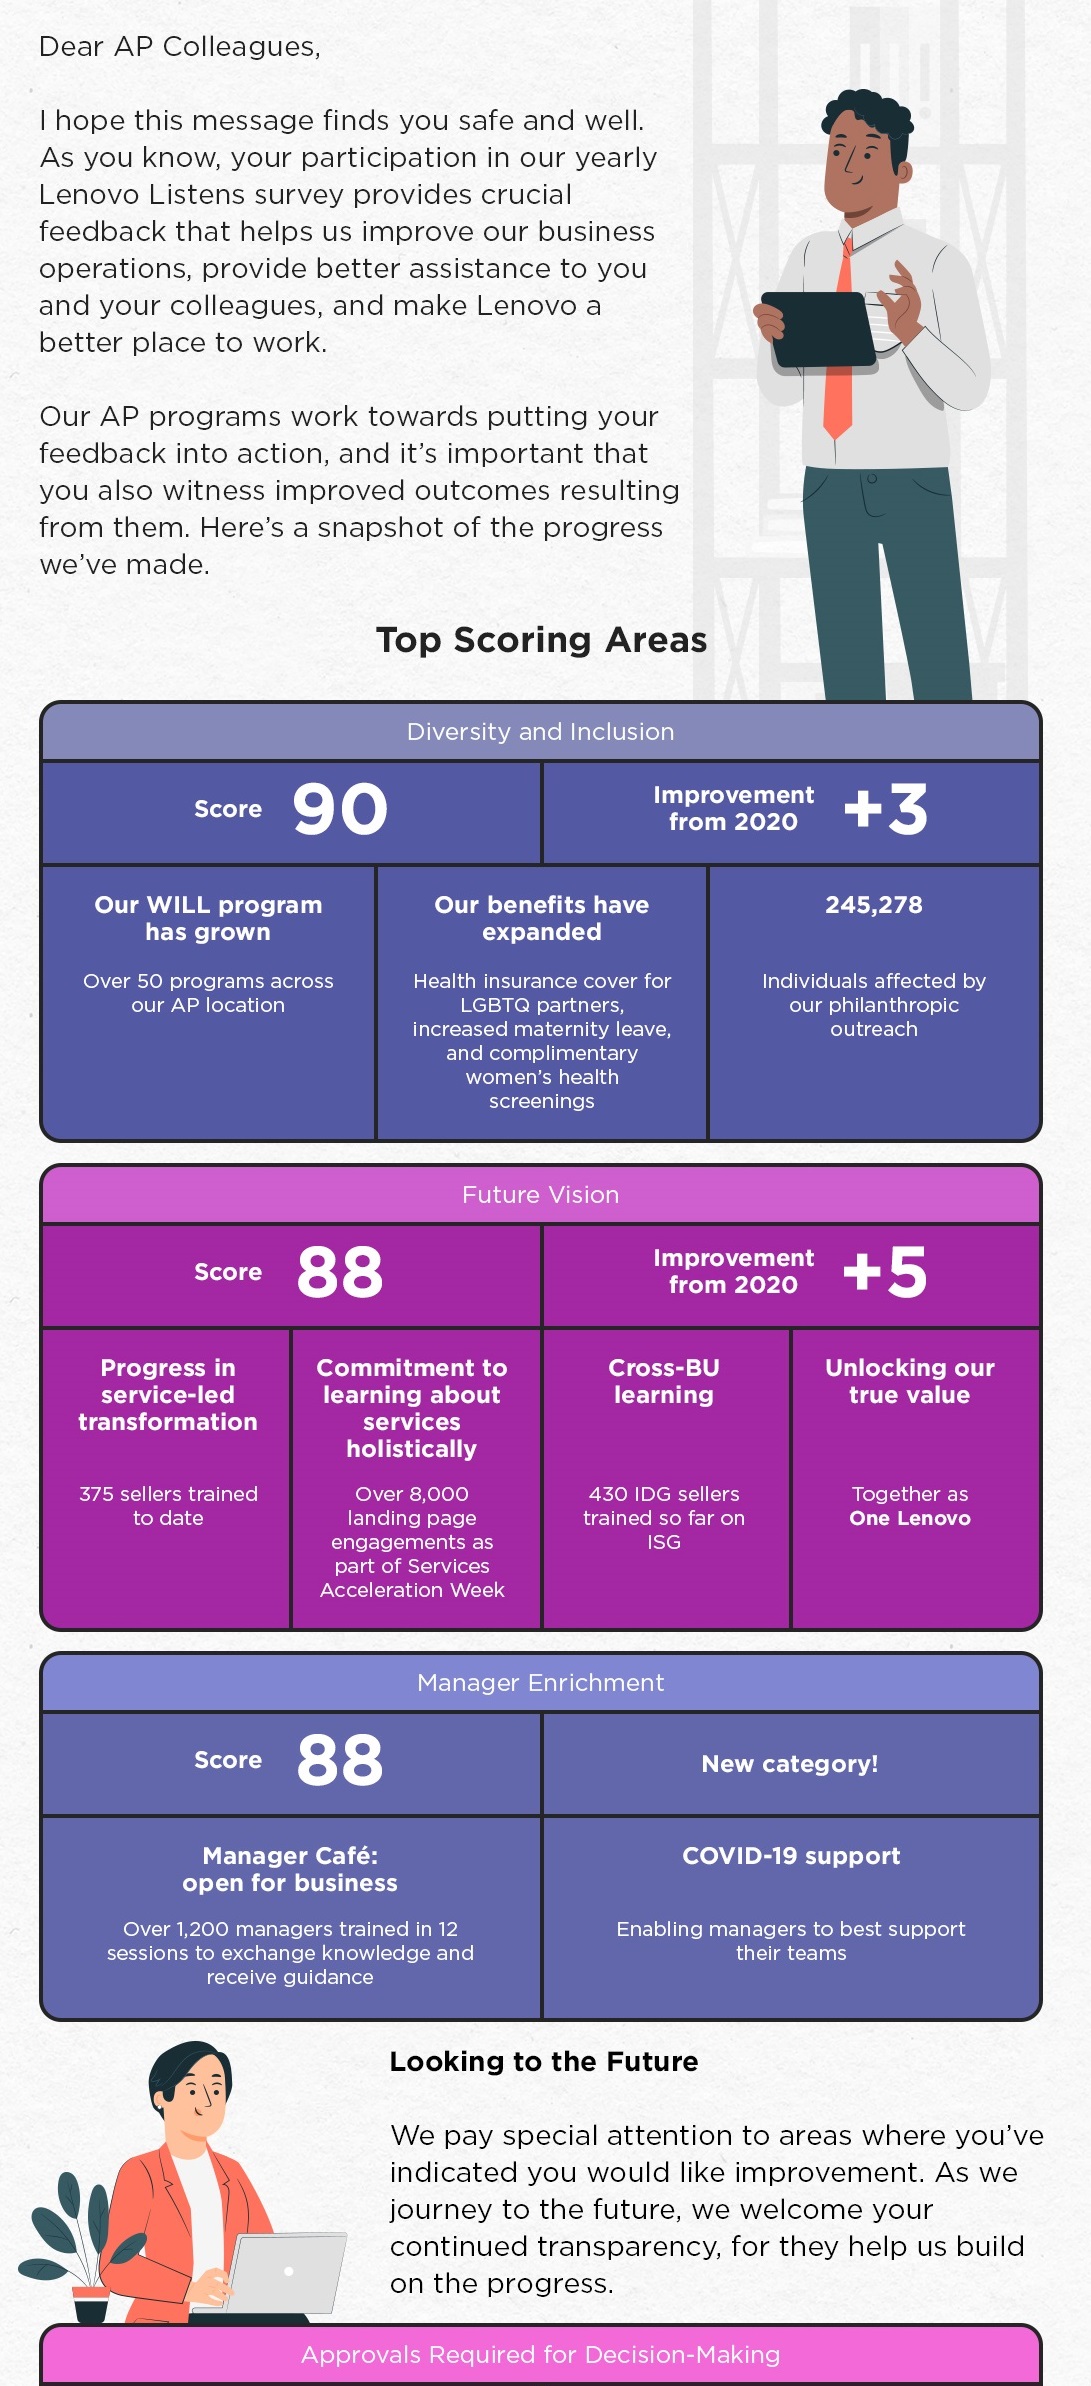 Dear AP Colleagues,
I hope this message finds you safe and well.
As you know, your participation in our yearly
Lenovo Listens survey provides crucial
feedback that helps us improve our business
operations, provide better assistance to you
and your colleagues, and make Lenovo a
better place to work.
Our AP programs work towards putting your
feedback into action, and it’s important that
you also witness improved outcomes resulting
from them. Here’s a snapshot of the progress
we’ve made.
Top Scoring Areas
Diversity and Inclusion
Score 90
Improvement
from 2020 +3
Our WILL program
has grown
Over 50 programs across
our AP location
Our benefits have
expanded
Health insurance cover for
LGBTQ partners,
increased maternity leave,
and complimentary
women’s health
screenings
245,278
Individuals affected by
our philanthropic
outreach
Future Vision
Score 88
Improvement
from 2020 +5
Progress in
service-led
transformation
375 sellers trained
to date
Commitment to
learning about
services
holistically
Over 8,000
landing page
engagements as
part of Services
Acceleration Week
Cross-BU
learning
430 IDG sellers
trained so far on
ISG
Unlocking our
true value
Together as
One Lenovo
Manager Enrichment
Score 88
New category!
Manager Café:
open for business
Over 1,200 managers trained in 12
sessions to exchange knowledge and
receive guidance
COVID-19 support
Enabling managers to best support
their teams
Looking to the Future
We pay special attention to areas where you’ve
indicated you would like improvement. As we
journey to the future, we welcome your
continued transparency, for they help us build
on the progress.
Approvals Required for Decision-Making